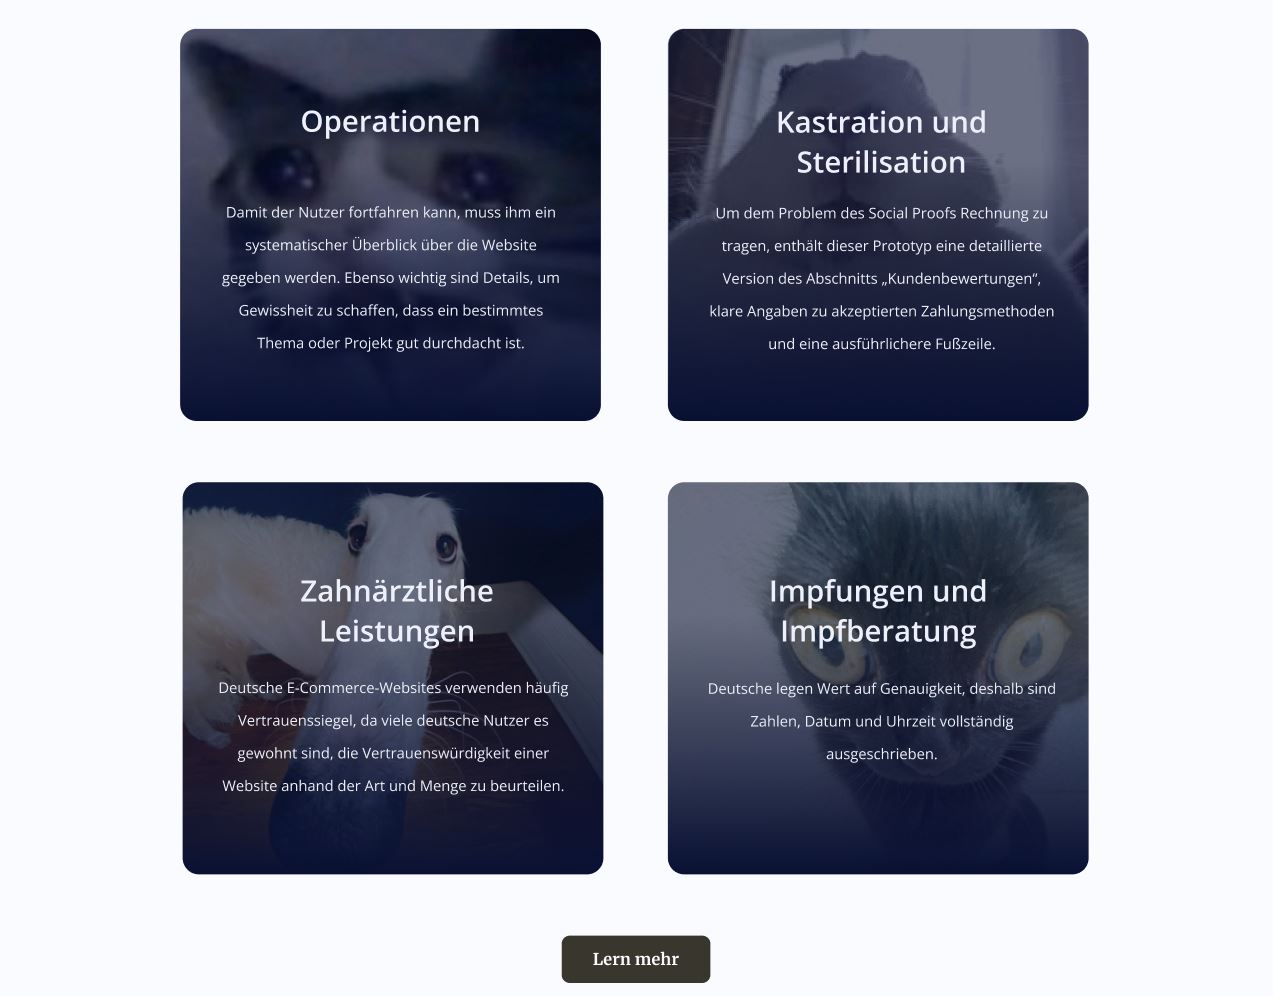 Operationen
Damit der Nutzer fortfahren kann, muss ihm ein
systematischer Überblick über die Website
gegeben werden. Ebenso wichtig sind Details, um
Gewissheit zu schaffen, dass ein bestimmtes
Thema oder Projekt gut durchdacht ist.
Kastration und
Sterilisation
Um dem Problem des Social Proofs Rechnung zu
tragen, enthält dieser Prototyp eine detaillierte
Version des Abschnitts „Kundenbewertungen“,
klare Angaben zu akzeptierten Zahlungsmethoden
und eine ausführlichere Fußzeile.
Zahnärztliche
Leistungen
Deutsche E-Commerce-Websites verwenden häufig
Vertrauenssiegel, da viele deutsche Nutzer es
gewohnt sind, die Vertrauenswürdigkeit einer
Website anhand der Art und Menge zu beurteilen.
Impfungen und
Impfberatung
Deutsche legen Wert auf Genauigkeit, deshalb sind
Zahlen, Datum und Uhrzeit vollständig
ausgeschrieben.
Lern mehr